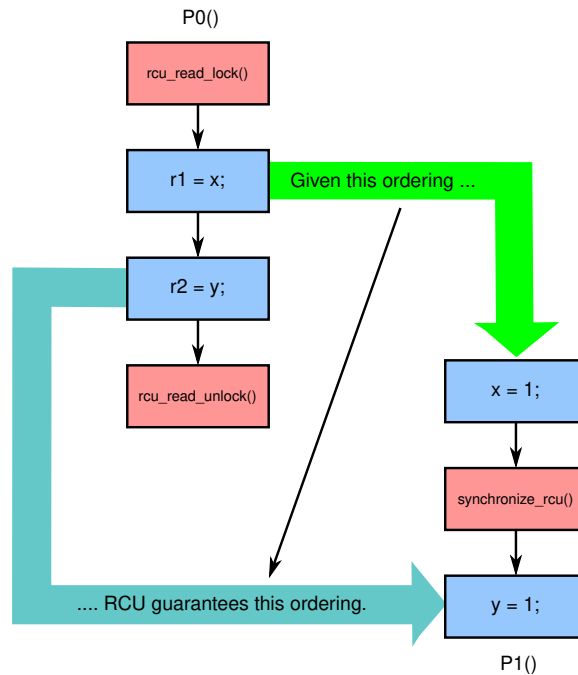 P0()
rcu_read_lock()
r1 = x;
Given this ordering ...
r2 = y;
rcu_read_unlock()
x = 1;
synchronize_rcu()
.... RCU guarantees this ordering.
y = 1;
P1()